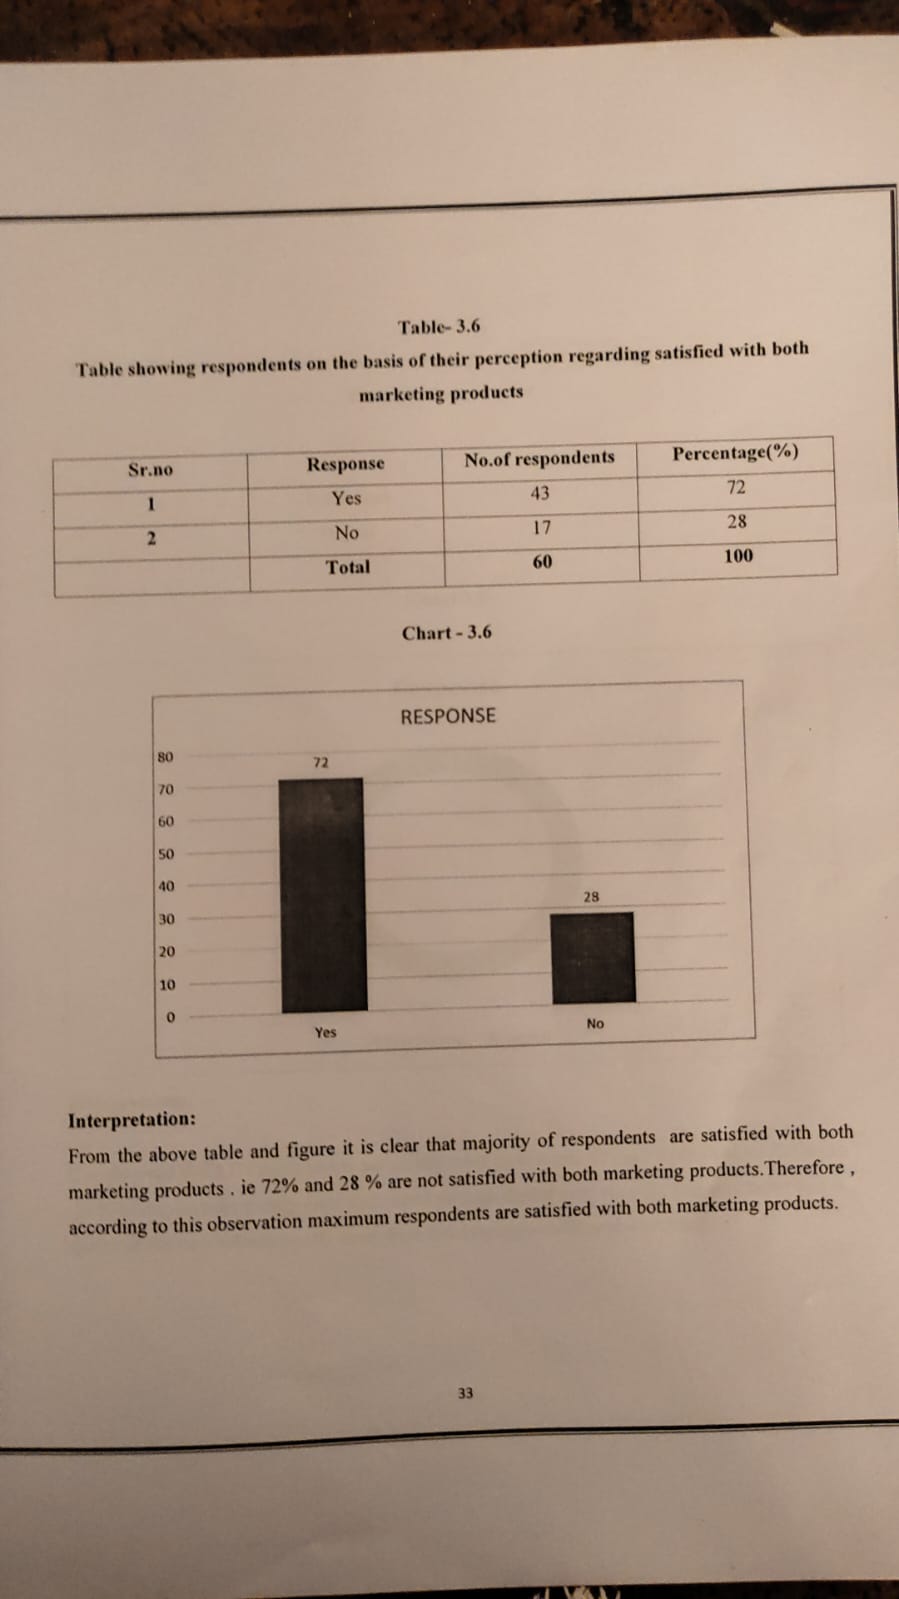 Table- 3.6
Table showing respondents on the basis of their perception regarding satisfied with both
marketing products
Sr.no Response No.of respondents Percentage(%)
1 Yes 43 72
2 No 17 28
Total 60 100
Chart - 3.6
RESPONSE
80
72
70
60
50
40
28
30
20
10
0
Yes No
Interpretation:
From the above table and figure it is clear that majority of respondents are satisfied with both
marketing products . ie 72% and 28 % are not satisfied with both marketing products.Therefore ,
according to this observation maximum respondents are satisfied with both marketing products.
33